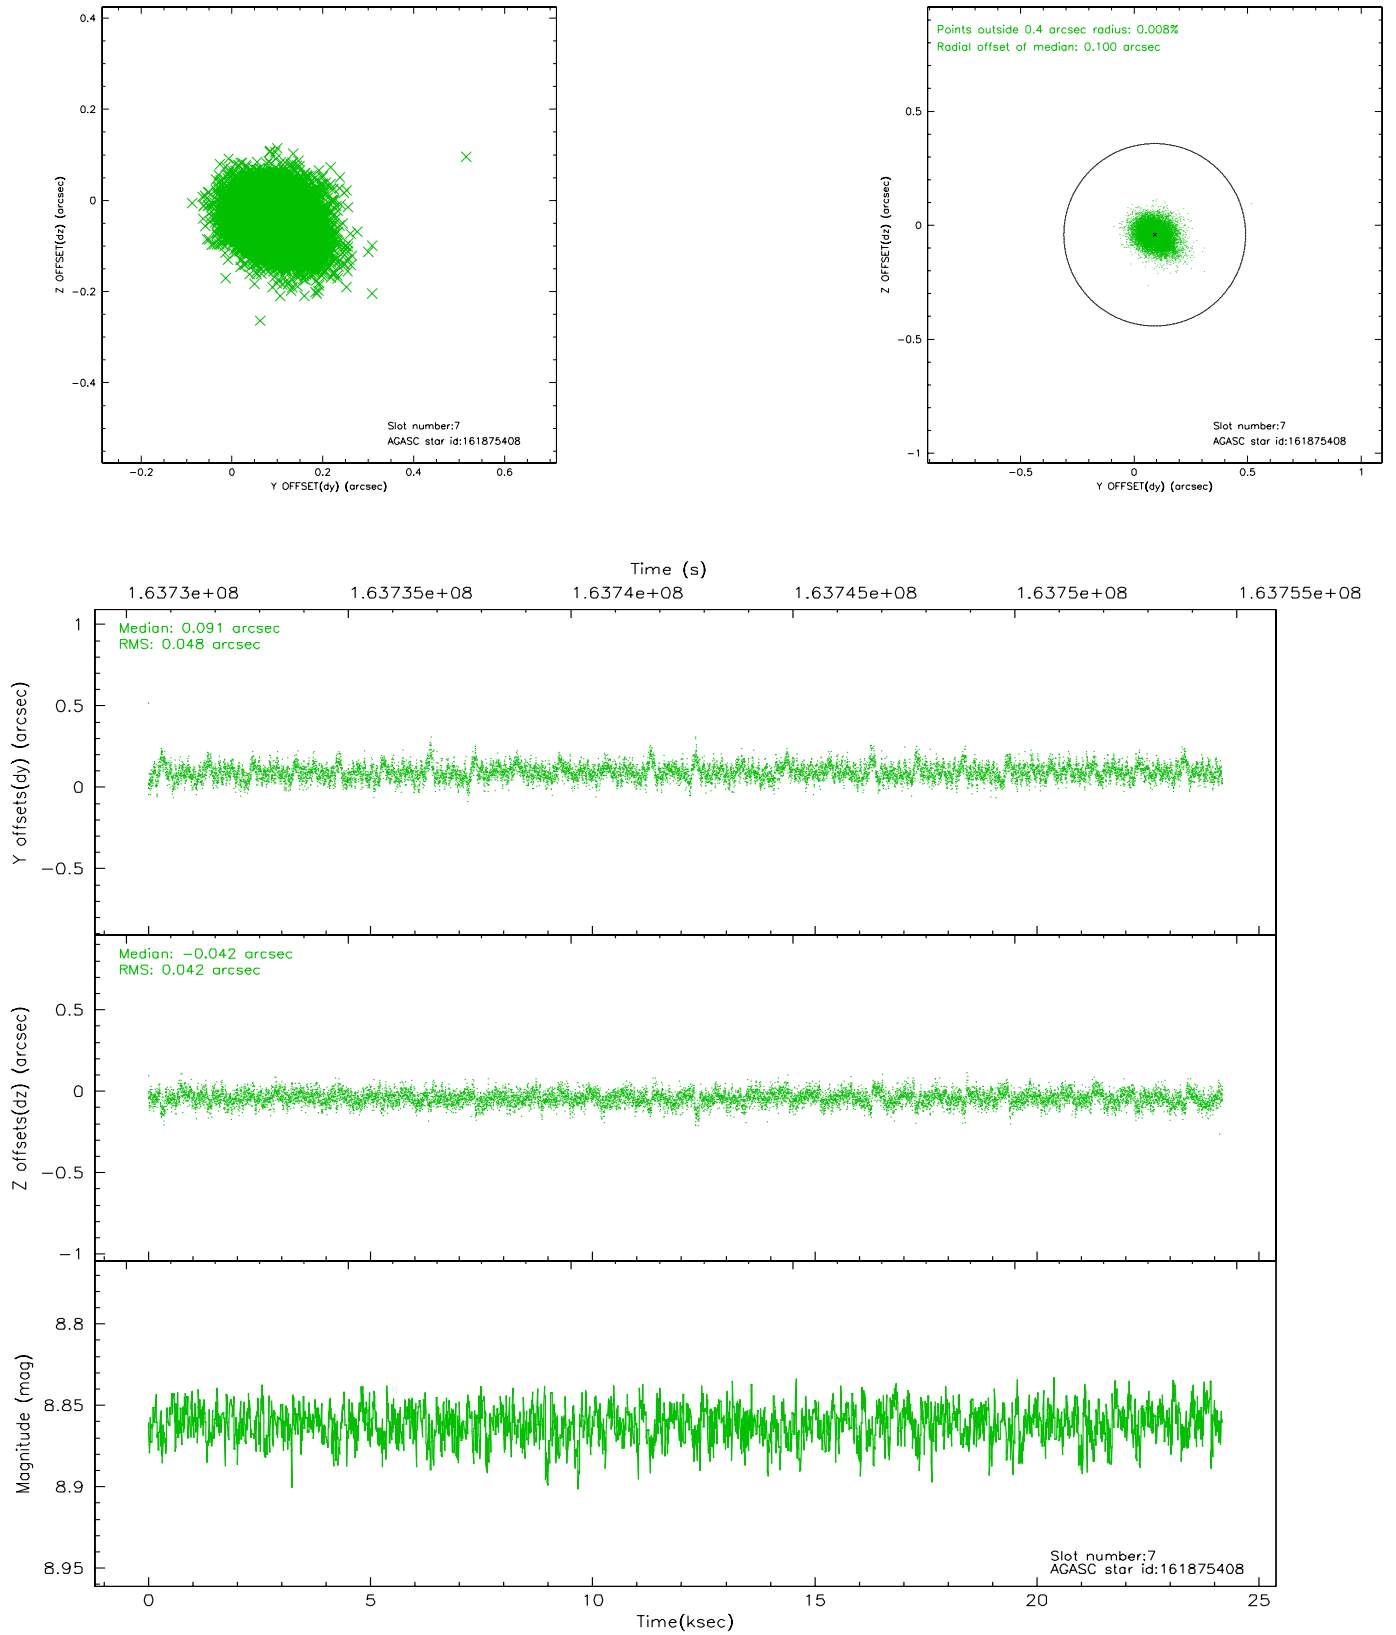 0.4
0.2
0
−0.2
−0.4
Z OFFSET(dz) (arcsec)
Slot number:7
AGASC star id:161875408
−0.2 0 0.2 0.4 0.6
Y OFFSET(dy) (arcsec)
Points outside 0.4 arcsec radius: 0.008%
Radial offset of median: 0.100 arcsec
0.5
0
−0.5
−1
Z OFFSET(dz) (arcsec)
Slot number:7
AGASC star id:161875408
−0.5 0 0.5 1
Y OFFSET(dy) (arcsec)
Time (s)
1.6373e+08 1.63735e+08 1.6374e+08 1.63745e+08 1.6375e+08 1.63755e+08
Median: 0.091 arcsec
RMS: 0.048 arcsec
1
0.5
0
−0.5
Y offsets(dy) (arcsec)
Median: −0.042 arcsec
RMS: 0.042 arcsec
0.5
0
−0.5
−1
Z offsets(dz) (arcsec)
8.8
8.85
8.9
8.95
Magnitude (mag)
Slot number:7
AGASC star id:161875408
0 5 10 15 20 25
Time(ksec)